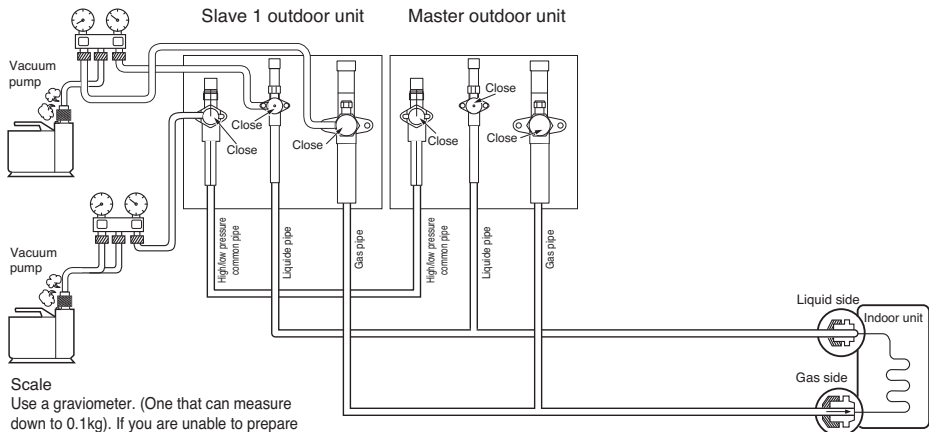 Slave 1 outdoor unit
Master outdoor unit
Vacuum
pump
Close
Close
Close
Close
Close
Close
High/low pressure
common pipe
Liquide pipe
Gas pipe
High/low pressure
common pipe
Liquide pipe
Gas pipe
Vacuum
pump
Liquid side
Indoor unit
Gas side
Scale
Use a graviometer. (One that can measure
down to 0.1kg). If you are unable to prepare